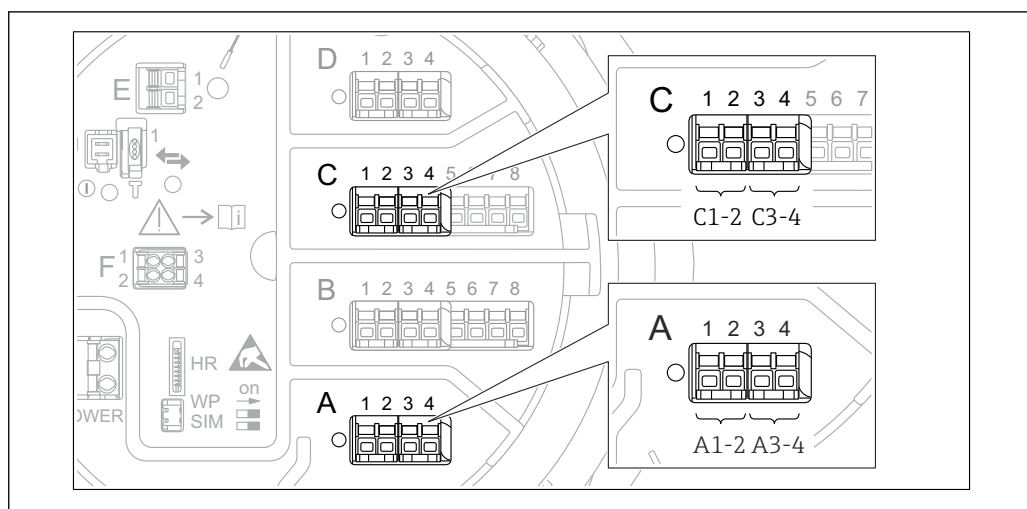 D 1 2 3 4
E 1
2
1
C 1 2 3 4 5 6 7 8
i
F 1 3
2 4
B 1 2 3 4 5 6 7 8
HR
WP
SIM
on
OWER
A 1 2 3 4
C 1 2 3 4 5 6 7
C1-2 C3-4
A 1 2 3 4
A1-2 A3-4